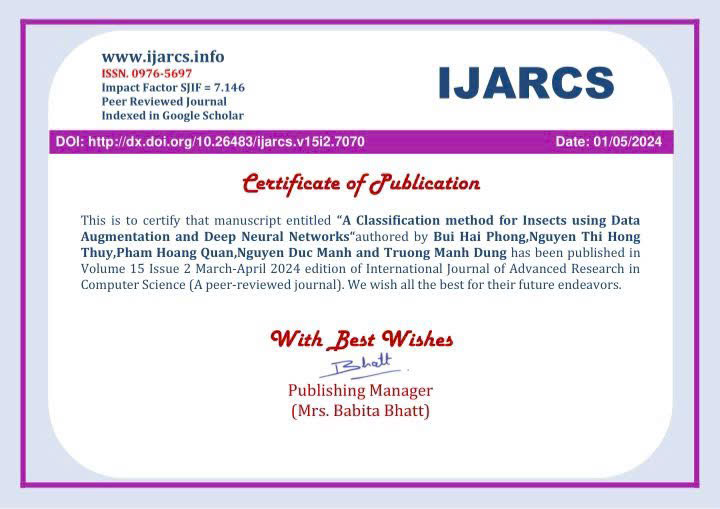 www.ijarcs.info
ISSN. 0976-5697
Impact Factor SJIF = 7.146
Peer Reviewed Journal
Indexed in Google Scholar
IJARCS
DOI: http://dx.doi.org/10.26483/ijarcs.v15i2.7070 Date: 01/05/2024
Certificate of Publication
This is to certify that manuscript entitled “A Classification method for Insects using Data
Augmentation and Deep Neural Networks“authored by Bui Hai Phong,Nguyen Thi Hong
Thuy,Pham Hoang Quan,Nguyen Duc Manh and Truong Manh Dung has been published in
Volume 15 Issue 2 March-April 2024 edition of International Journal of Advanced Research in
Computer Science (A peer-reviewed journal). We wish all the best for their future endeavors.
With Best Wishes
Bhatt
Publishing Manager
(Mrs. Babita Bhatt)